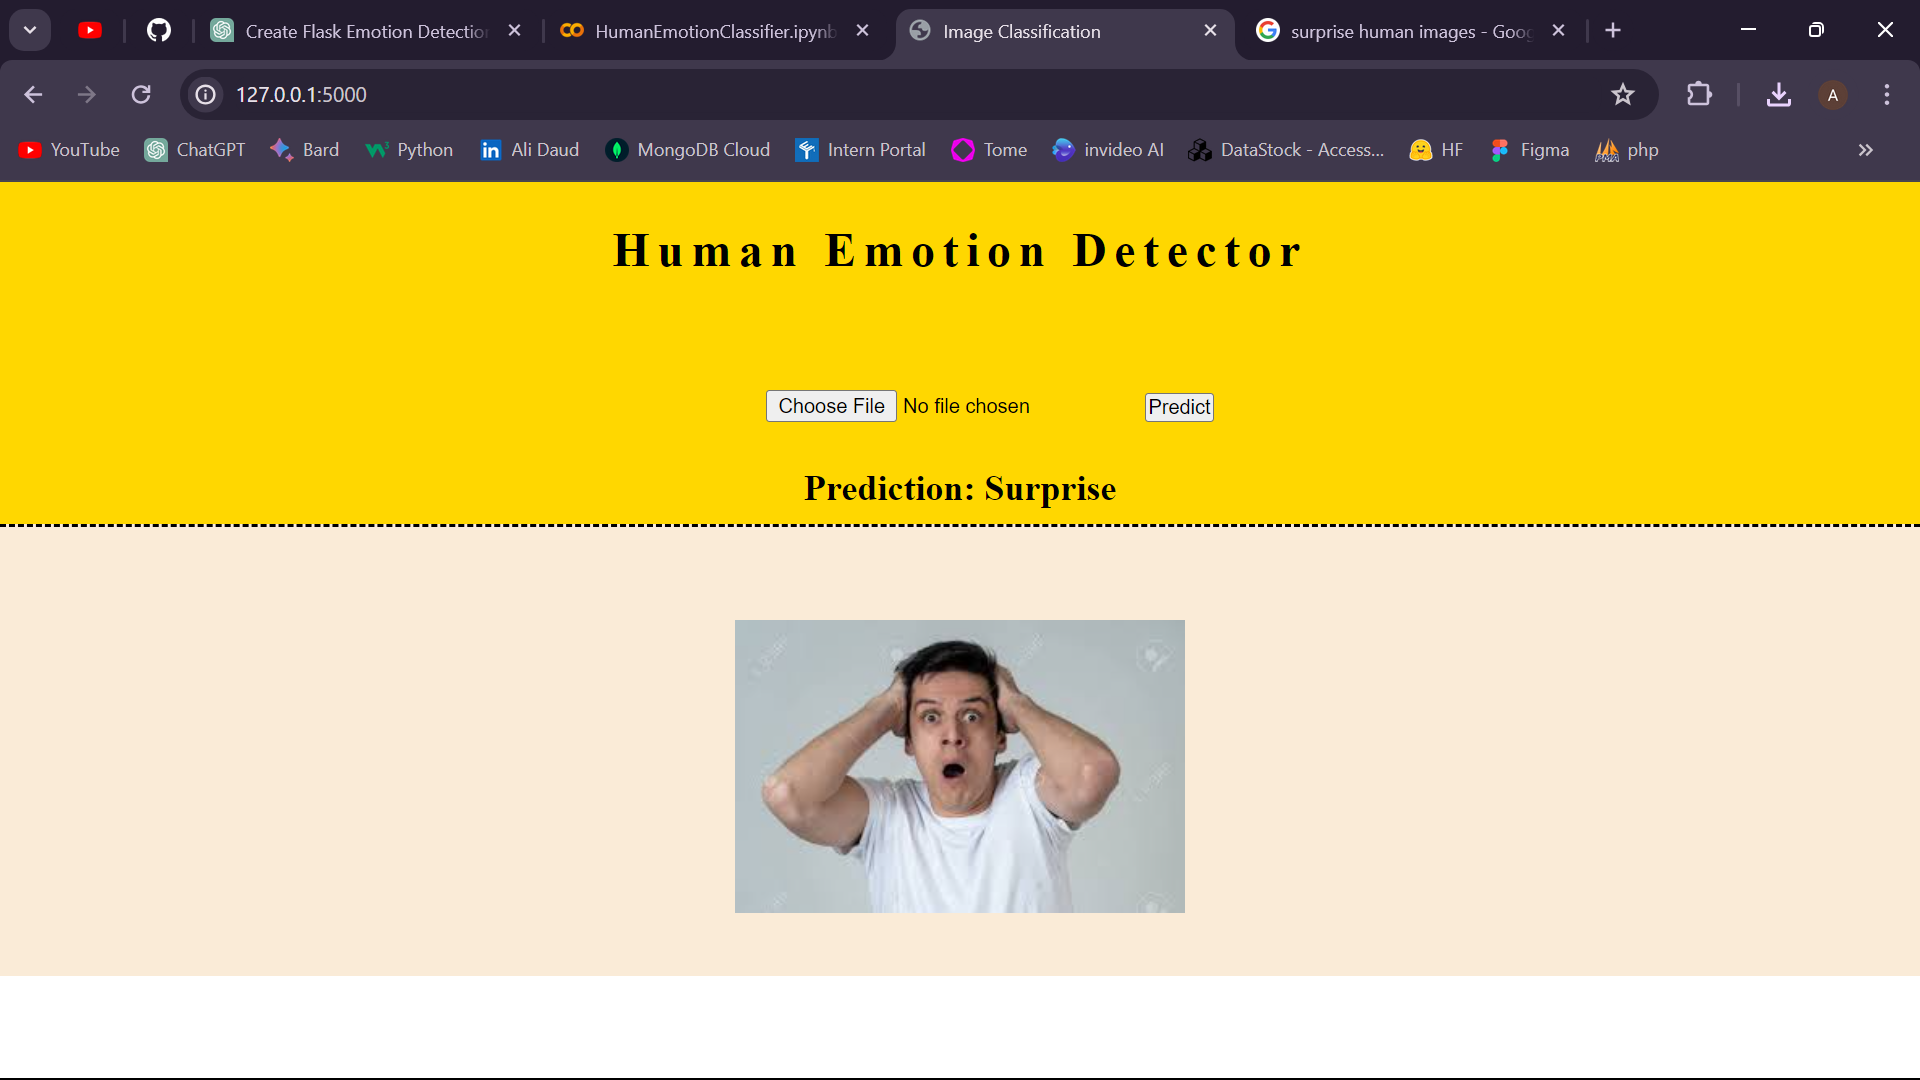 Create Flask Emotion Detection
HumanEmotionClassifier.ipynb
Image Classification
surprise human images - Goog
127.0.0.1:5000
A
YouTube
ChatGPT
Bard
Python
Ali Daud
MongoDB Cloud
Intern Portal
Tome
invideo AI
DataStock - Access...
HF
Figma
php
Human Emotion Detector
Choose File No file chosen
Predict
Prediction: Surprise